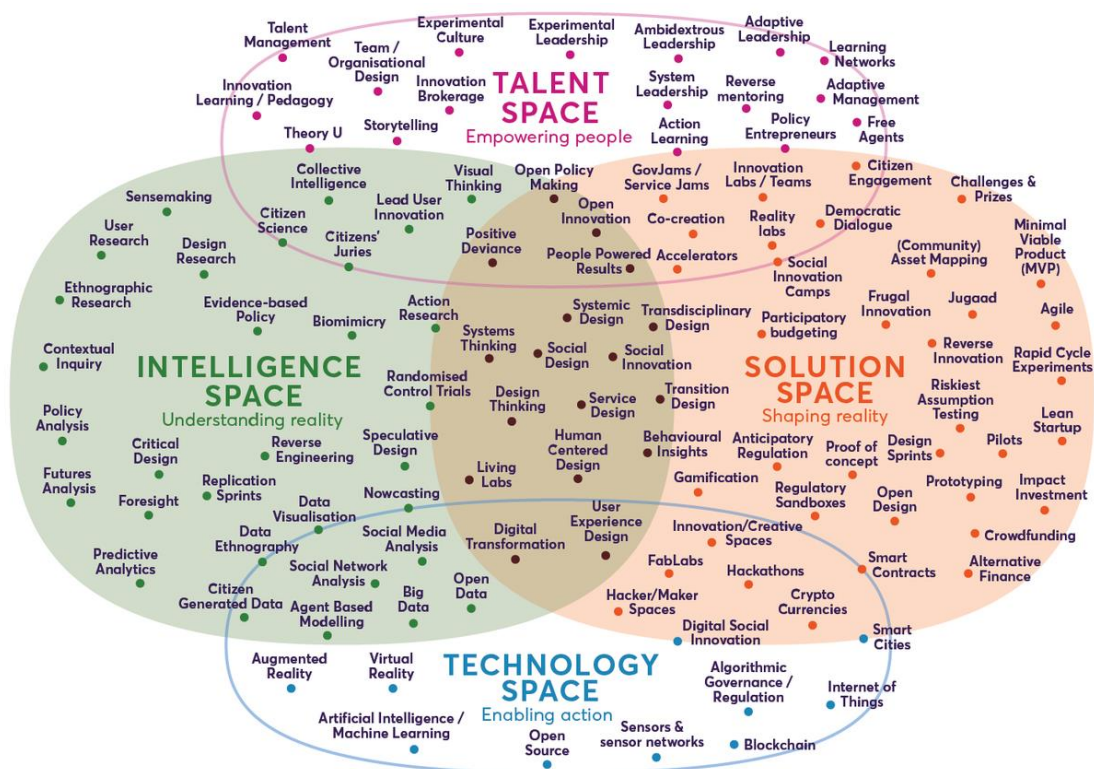 Talent
Management
Experimental
Culture
Experimental
Leadership
Ambidextrous
Leadership
Adaptive
Leadership
Learning
Networks
Team /
Organisational
Design
Innovation
Learning / Pedagogy
Innovation
Brokerage
TALENT
SPACE
Empowering people
System
Leadership
Reverse
mentoring
Adaptive
Management
Theory U
Storytelling
Action
Learning
Policy
Entrepreneurs
Free
Agents
Collective
Intelligence
Visual
Thinking
Open Policy
Making
GovJams /
Service Jams
Innovation
Labs / Teams
Citizen
Engagement
Challenges &
Prizes
Sensemaking
Lead User
Innovation
Open
Innovation
Co-creation
Reality
labs
Democratic
Dialogue
User
Research
Design
Research
Citizen
Science
Citizens'
Juries
Positive
Deviance
People Powered
Results
Accelerators
Social
Innovation
Camps
(Community)
Asset Mapping
Minimal
Viable
Product
(MVP)
Ethnographic
Research
Evidence-based
Policy
Biomimicry
Action
Research
Systemic
Design
Transdisciplinary
Design
Participatory
budgeting
Frugal
Innovation
Jugaad
Agile
Contextual
Inquiry
INTELLIGENCE
SPACE
Understanding reality
Systems
Thinking
Social
Design
Social
Innovation
SOLUTION
SPACE
Shaping reality
Reverse
Innovation
Rapid Cycle
Experiments
Randomised
Control Trials
Design
Thinking
Service
Design
Transition
Design
Riskiest
Assumption
Testing
Lean
Startup
Policy
Analysis
Critical
Design
Reverse
Engineering
Speculative
Design
Human
Centered
Design
Behavioural
Insights
Anticipatory
Regulation
Proof of
concept
Design
Sprints
Pilots
Futures
Analysis
Foresight
Replication
Sprints
Living
Labs
Gamification
Regulatory
Sandboxes
Open
Design
Prototyping
Impact
Investment
Data
Visualisation
Nowcasting
Data
Ethnography
Social Media
Analysis
Digital
Transformation
User
Experience
Design
Innovation/Creative
Spaces
Crowdfunding
Predictive
Analytics
Social Network
Analysis
FabLabs
Hackathons
Smart
Contracts
Alternative
Finance
Citizen
Generated Data
Agent Based
Modelling
Big
Data
Open
Data
Hacker/Maker
Spaces
Crypto
Currencies
Digital Social
Innovation
Smart
Cities
Augmented
Reality
Virtual
Reality
TECHNOLOGY
SPACE
Enabling action
Algorithmic
Governance /
Regulation
Internet of
Things
Artificial Intelligence /
Machine Learning
Open
Source
Sensors &
sensor networks
Blockchain